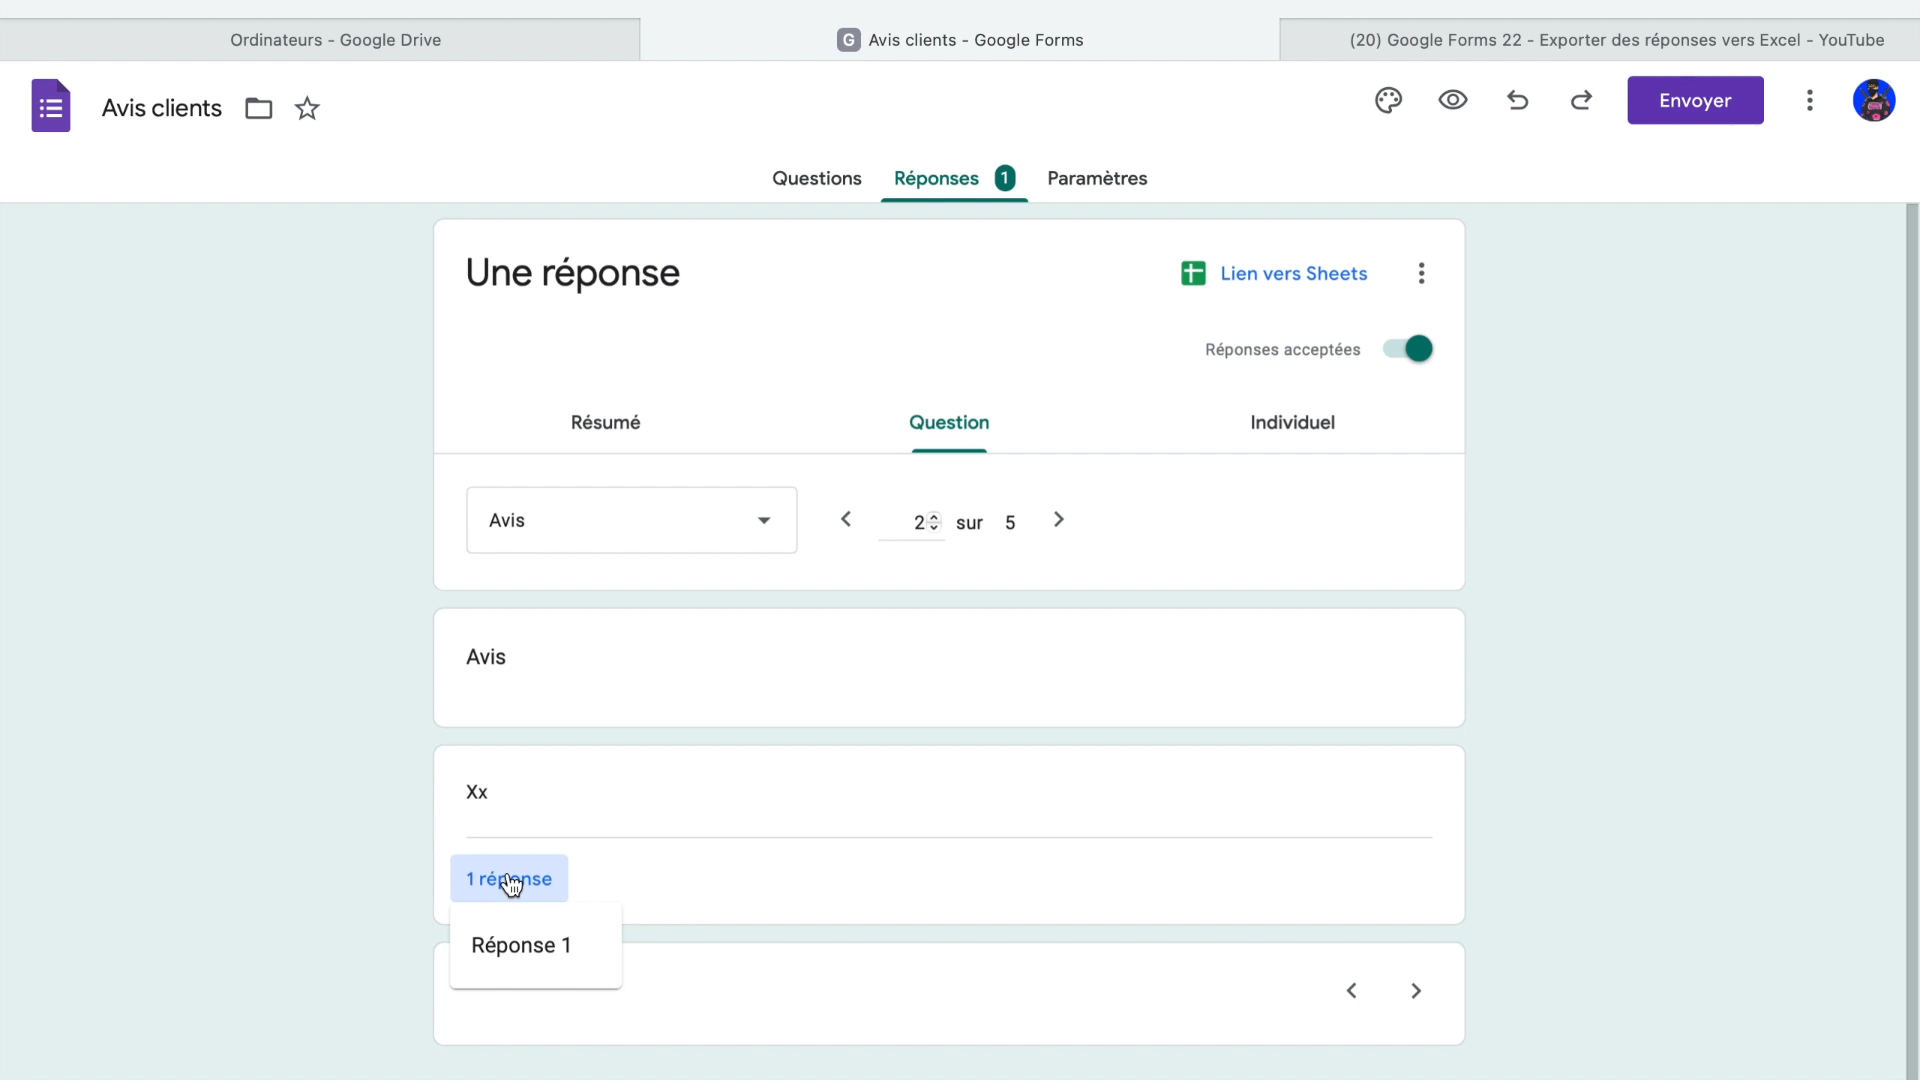 Ordinateurs - Google Drive
G Avis clients - Google Forms
(20) Google Forms 22 - Exporter des réponses vers Excel - YouTube
Avis clients
Envoyer
Questions
Réponses 1
Paramètres
Une réponse
Lien vers Sheets
Réponses acceptées
Résumé
Question
Individuel
Avis
2 sur 5
Avis
Xx
1 réponse
Réponse 1